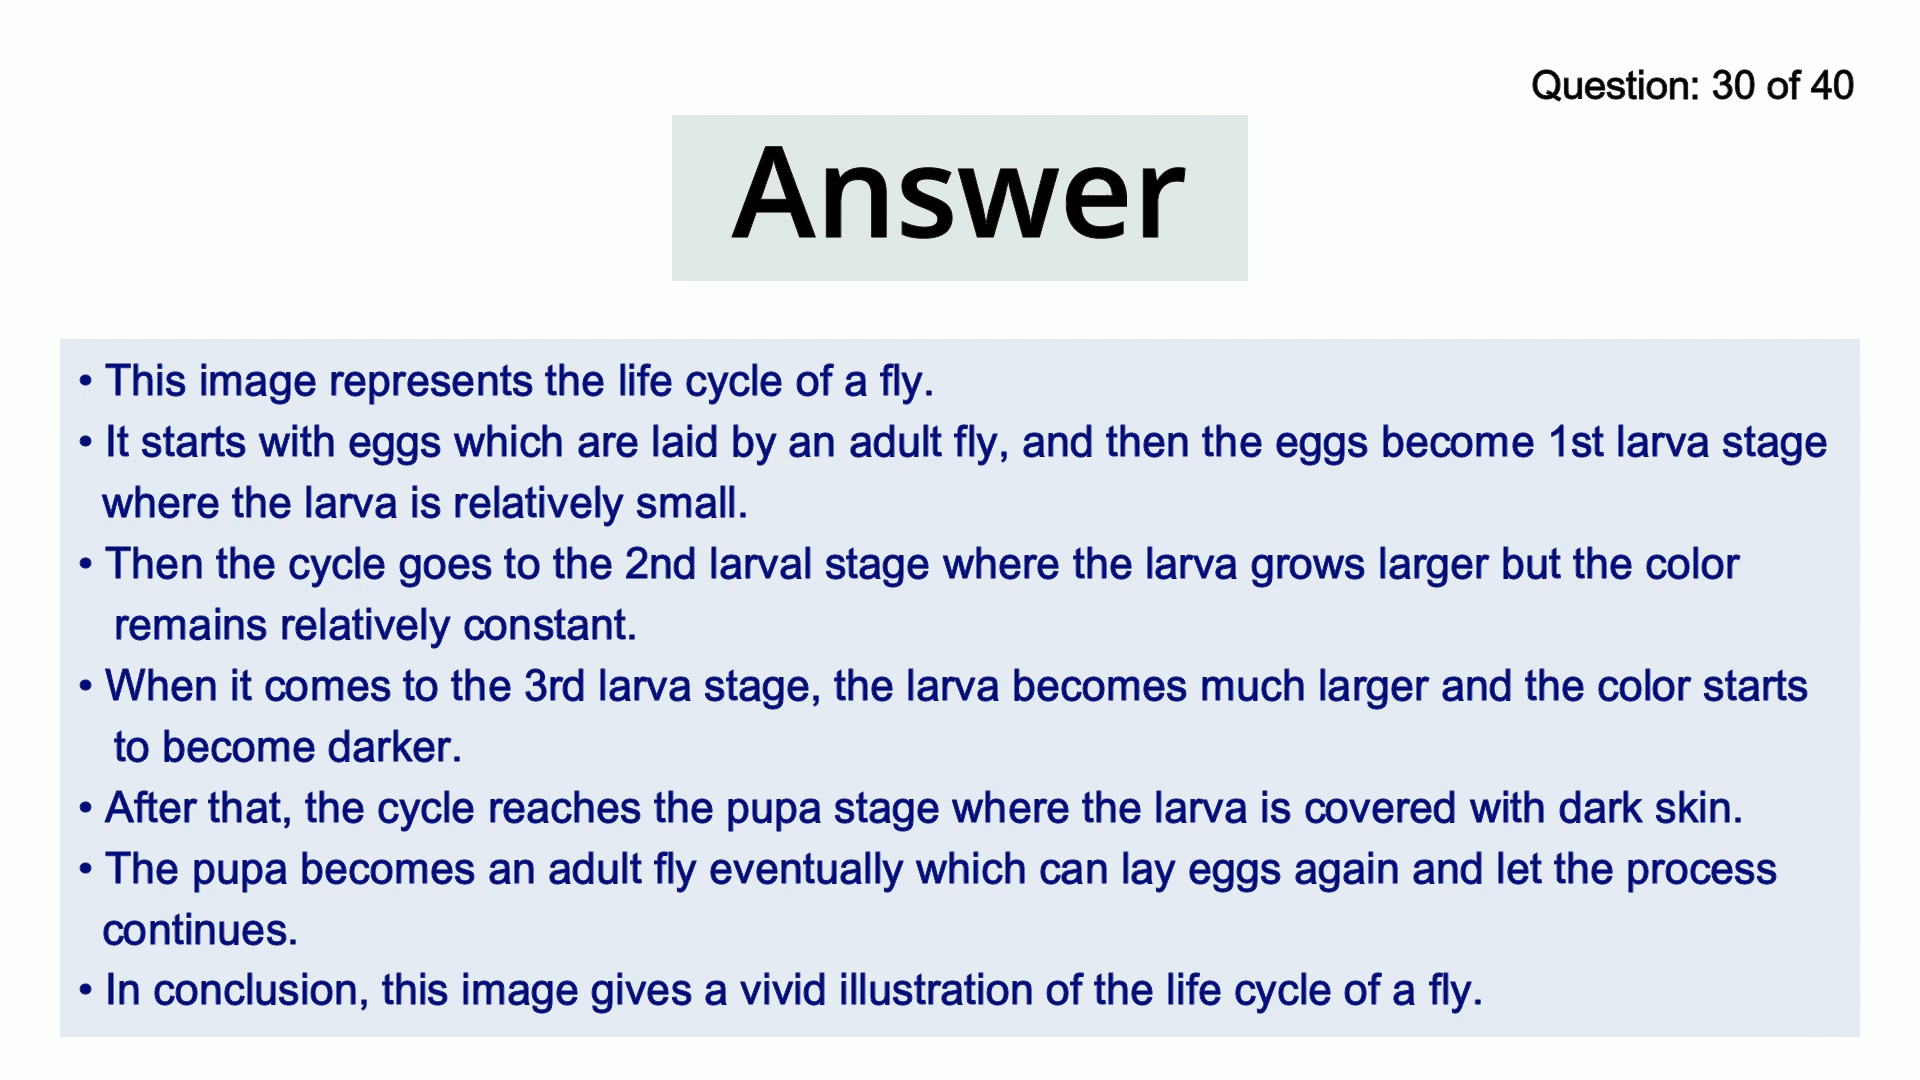 Question: 30 of 40
Answer
• This image represents the life cycle of a fly.
• It starts with eggs which are laid by an adult fly, and then the eggs become 1st larva stage
where the larva is relatively small.
• Then the cycle goes to the 2nd larval stage where the larva grows larger but the color
remains relatively constant.
• When it comes to the 3rd larva stage, the larva becomes much larger and the color starts
to become darker.
• After that, the cycle reaches the pupa stage where the larva is covered with dark skin.
• The pupa becomes an adult fly eventually which can lay eggs again and let the process
continues.
• In conclusion, this image gives a vivid illustration of the life cycle of a fly.